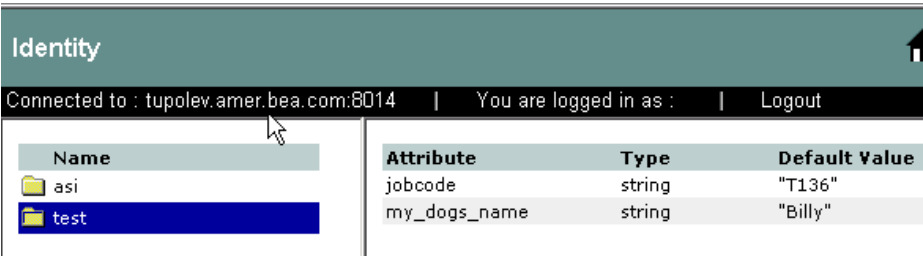 Identity
Connected to : tupolev.amer.bea.com:8014 | You are logged in as : | Logout
Name
asi
test
Attribute Type Default Value
jobcode string "T136"
my_dogs_name string "Billy"